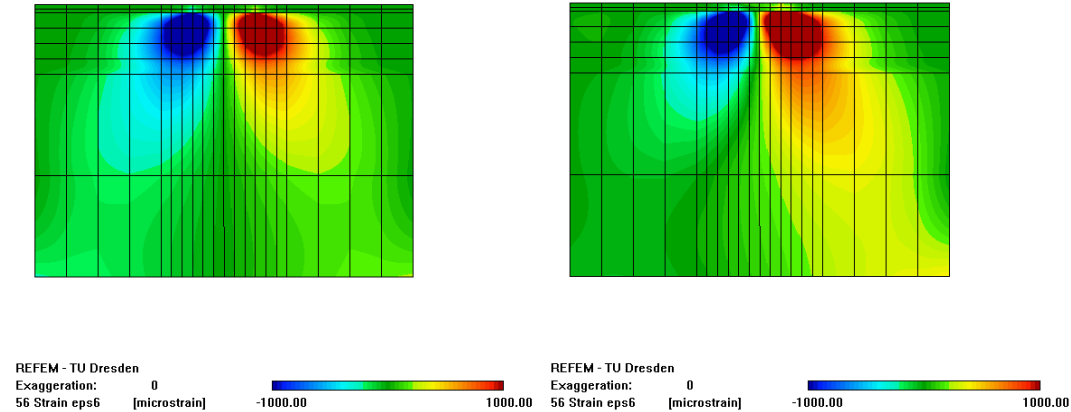 REFEM - TU Dresden
Exaggeration: 0
56 Strain eps6 [microstrain] -1000.00 1000.00
REFEM - TU Dresden
Exaggeration: 0
56 Strain eps6 [microstrain] -1000.00 1000.00